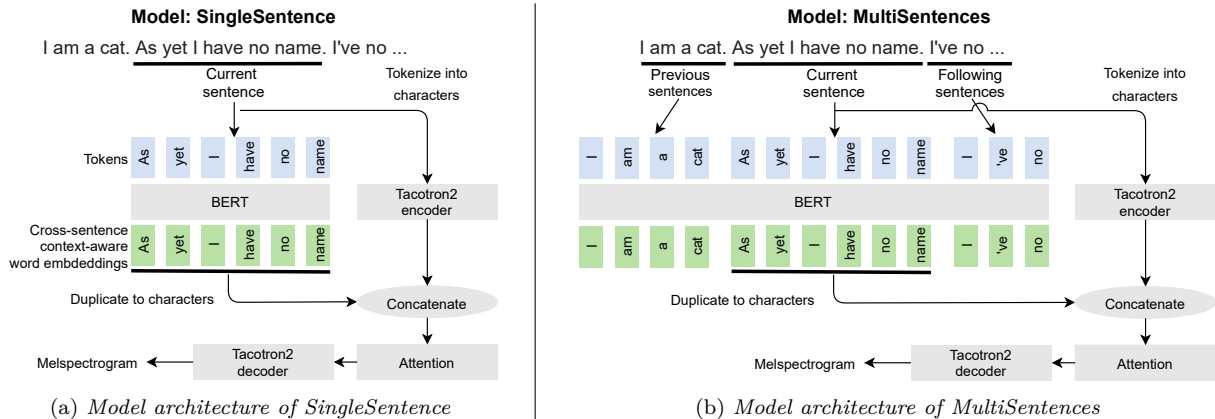 Model: SingleSentence
I am a cat. As yet I have no name. I've no ...
Current
sentence
Tokenize into
characters
Tokens
As
yet
I
have
no
name
BERT
Tacotron2
encoder
Cross-sentence
context-aware
word embdeddings
As
yet
I
have
no
name
Duplicate to characters
Concatenate
Melspectrogram
Tacotron2
decoder
Attention
(a) Model architecture of SingleSentence
Model: MultiSentences
I am a cat. As yet I have no name. I've no ...
Previous
sentences
Current
sentence
Following
sentences
Tokenize into
characters
I
am
a
cat
As
yet
I
have
no
name
I
've
no
BERT
Tacotron2
encoder
I
am
a
cat
As
yet
I
have
no
name
I
've
no
Duplicate to characters
Concatenate
Melspectrogram
Tacotron2
decoder
Attention
(b) Model architecture of MultiSentences